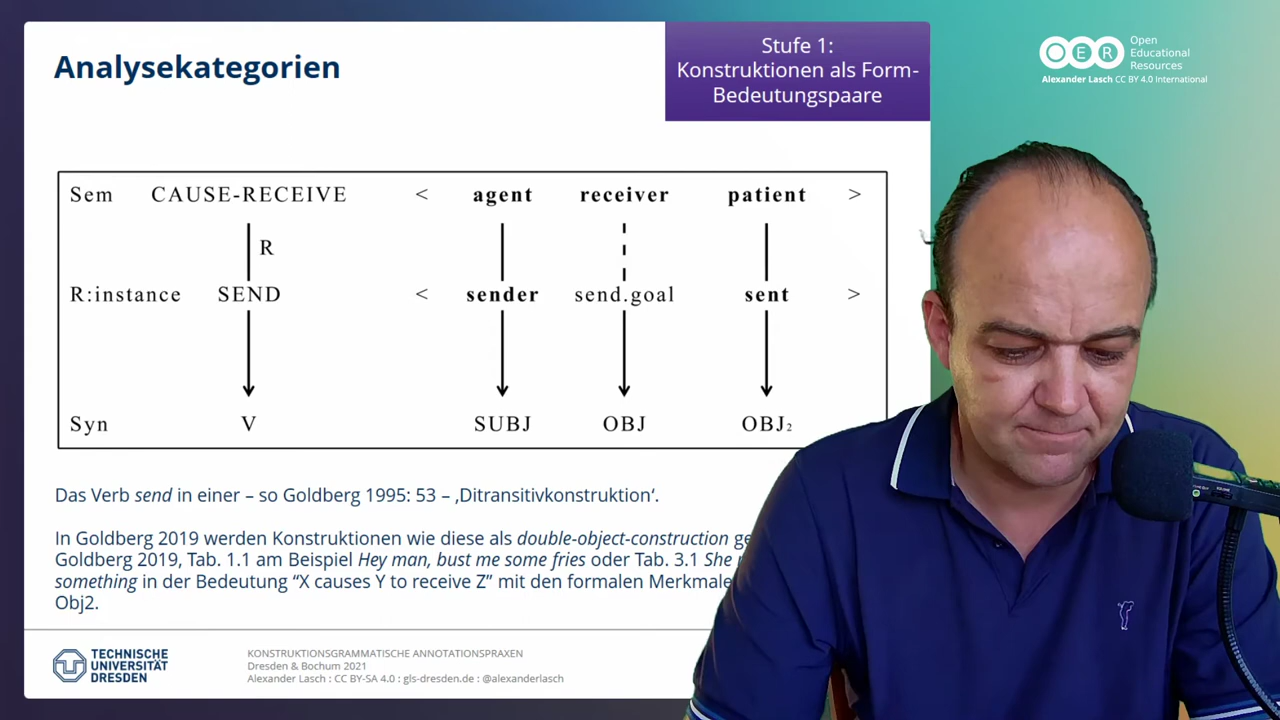 Analysekategorien
Stufe 1:
Konstruktionen als Form-
Bedeutungspaare
OER
Open
Educational
Resources
Alexander Lasch CC BY 4.0 International
Sem CAUSE-RECEIVE < agent receiver patient >
R
R:instance SEND < sender send.goal sent >
Syn V SUBJ OBJ OBJ₂
Das Verb send in einer – so Goldberg 1995: 53 – ‚Ditransitivkonstruktion‘.
In Goldberg 2019 werden Konstruktionen wie diese als double-object-construction
Goldberg 2019, Tab. 1.1 am Beispiel Hey man, bust me some fries oder Tab. 3.1 She
something in der Bedeutung “X causes Y to receive Z” mit den formalen
Obj2.
TECHNISCHE
UNIVERSITÄT
DRESDEN
KONSTRUKTIONSGRAMMATISCHE ANNOTATIONSPRAXEN
Dresden & Bochum 2021
Alexander Lasch : CC BY-SA 4.0 : gls-dresden.de : @alexanderlasch